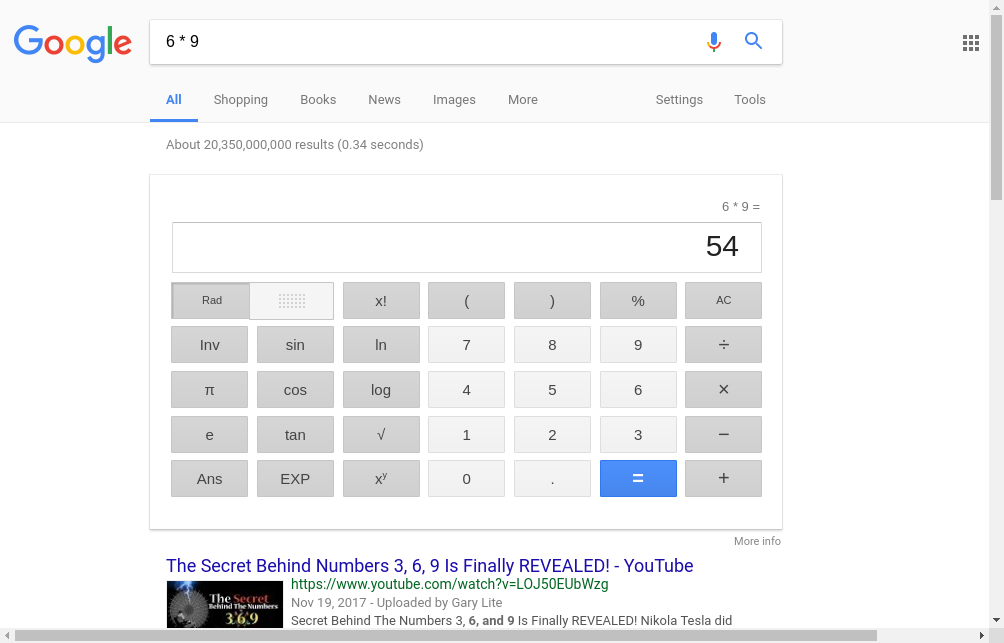 Google
6 * 9
All Shopping Books News Images More Settings Tools
About 20,350,000,000 results (0.34 seconds)
6 * 9 =
54
Rad x! ( ) % AC
Inv sin ln 7 8 9 ÷
π cos log 4 5 6 ×
e tan √ 1 2 3 −
Ans EXP xʸ 0 . = +
More info
The Secret Behind Numbers 3, 6, 9 Is Finally REVEALED! - YouTube
https://www.youtube.com/watch?v=LOJ50EUbWzg
Nov 19, 2017 - Uploaded by Gary Lite
Secret Behind The Numbers 3, 6, and 9 Is Finally REVEALED! Nikola Tesla did
The Secret
Behind The Numbers
3 6 9